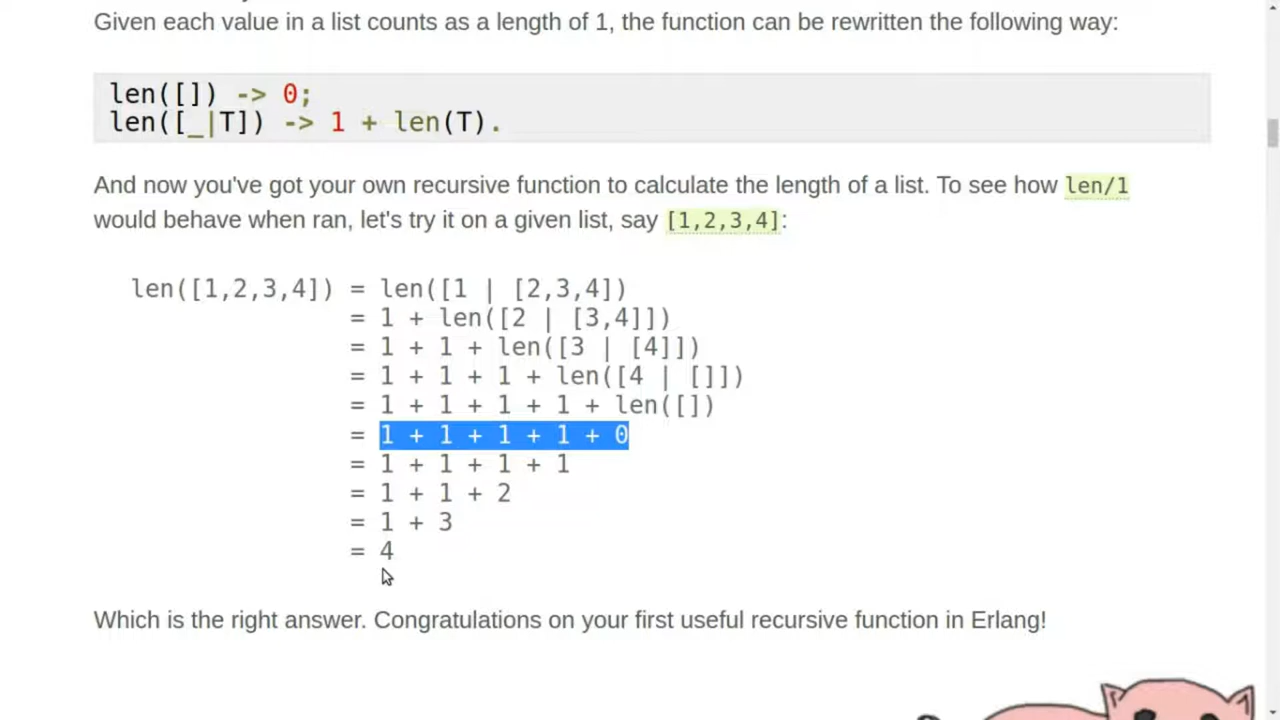 Given each value in a list counts as a length of 1, the function can be rewritten the following way:
len([]) -> 0;
len([_|T]) -> 1 + len(T).
And now you've got your own recursive function to calculate the length of a list. To see how len/1
would behave when ran, let's try it on a given list, say [1,2,3,4]:
len([1,2,3,4]) = len([1 | [2,3,4])
= 1 + len([2 | [3,4]])
= 1 + 1 + len([3 | [4]])
= 1 + 1 + 1 + len([4 | []])
= 1 + 1 + 1 + 1 + len([])
= 1 + 1 + 1 + 1 + 0
= 1 + 1 + 1 + 1
= 1 + 1 + 2
= 1 + 3
= 4
Which is the right answer. Congratulations on your first useful recursive function in Erlang!